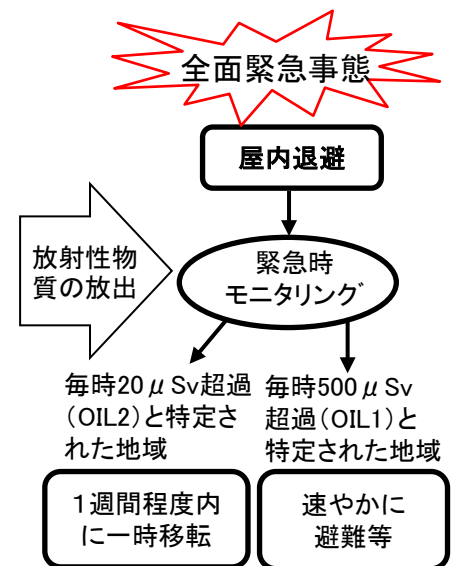 全面緊急事態
屋内退避
放射性物
質の放出
緊急時
モニタリング
毎時20μSv超過
(OIL2)と特定さ
れた地域
毎時500μSv
超過(OIL1)と
特定された地域
1週間程度内
に一時移転
速やかに
避難等